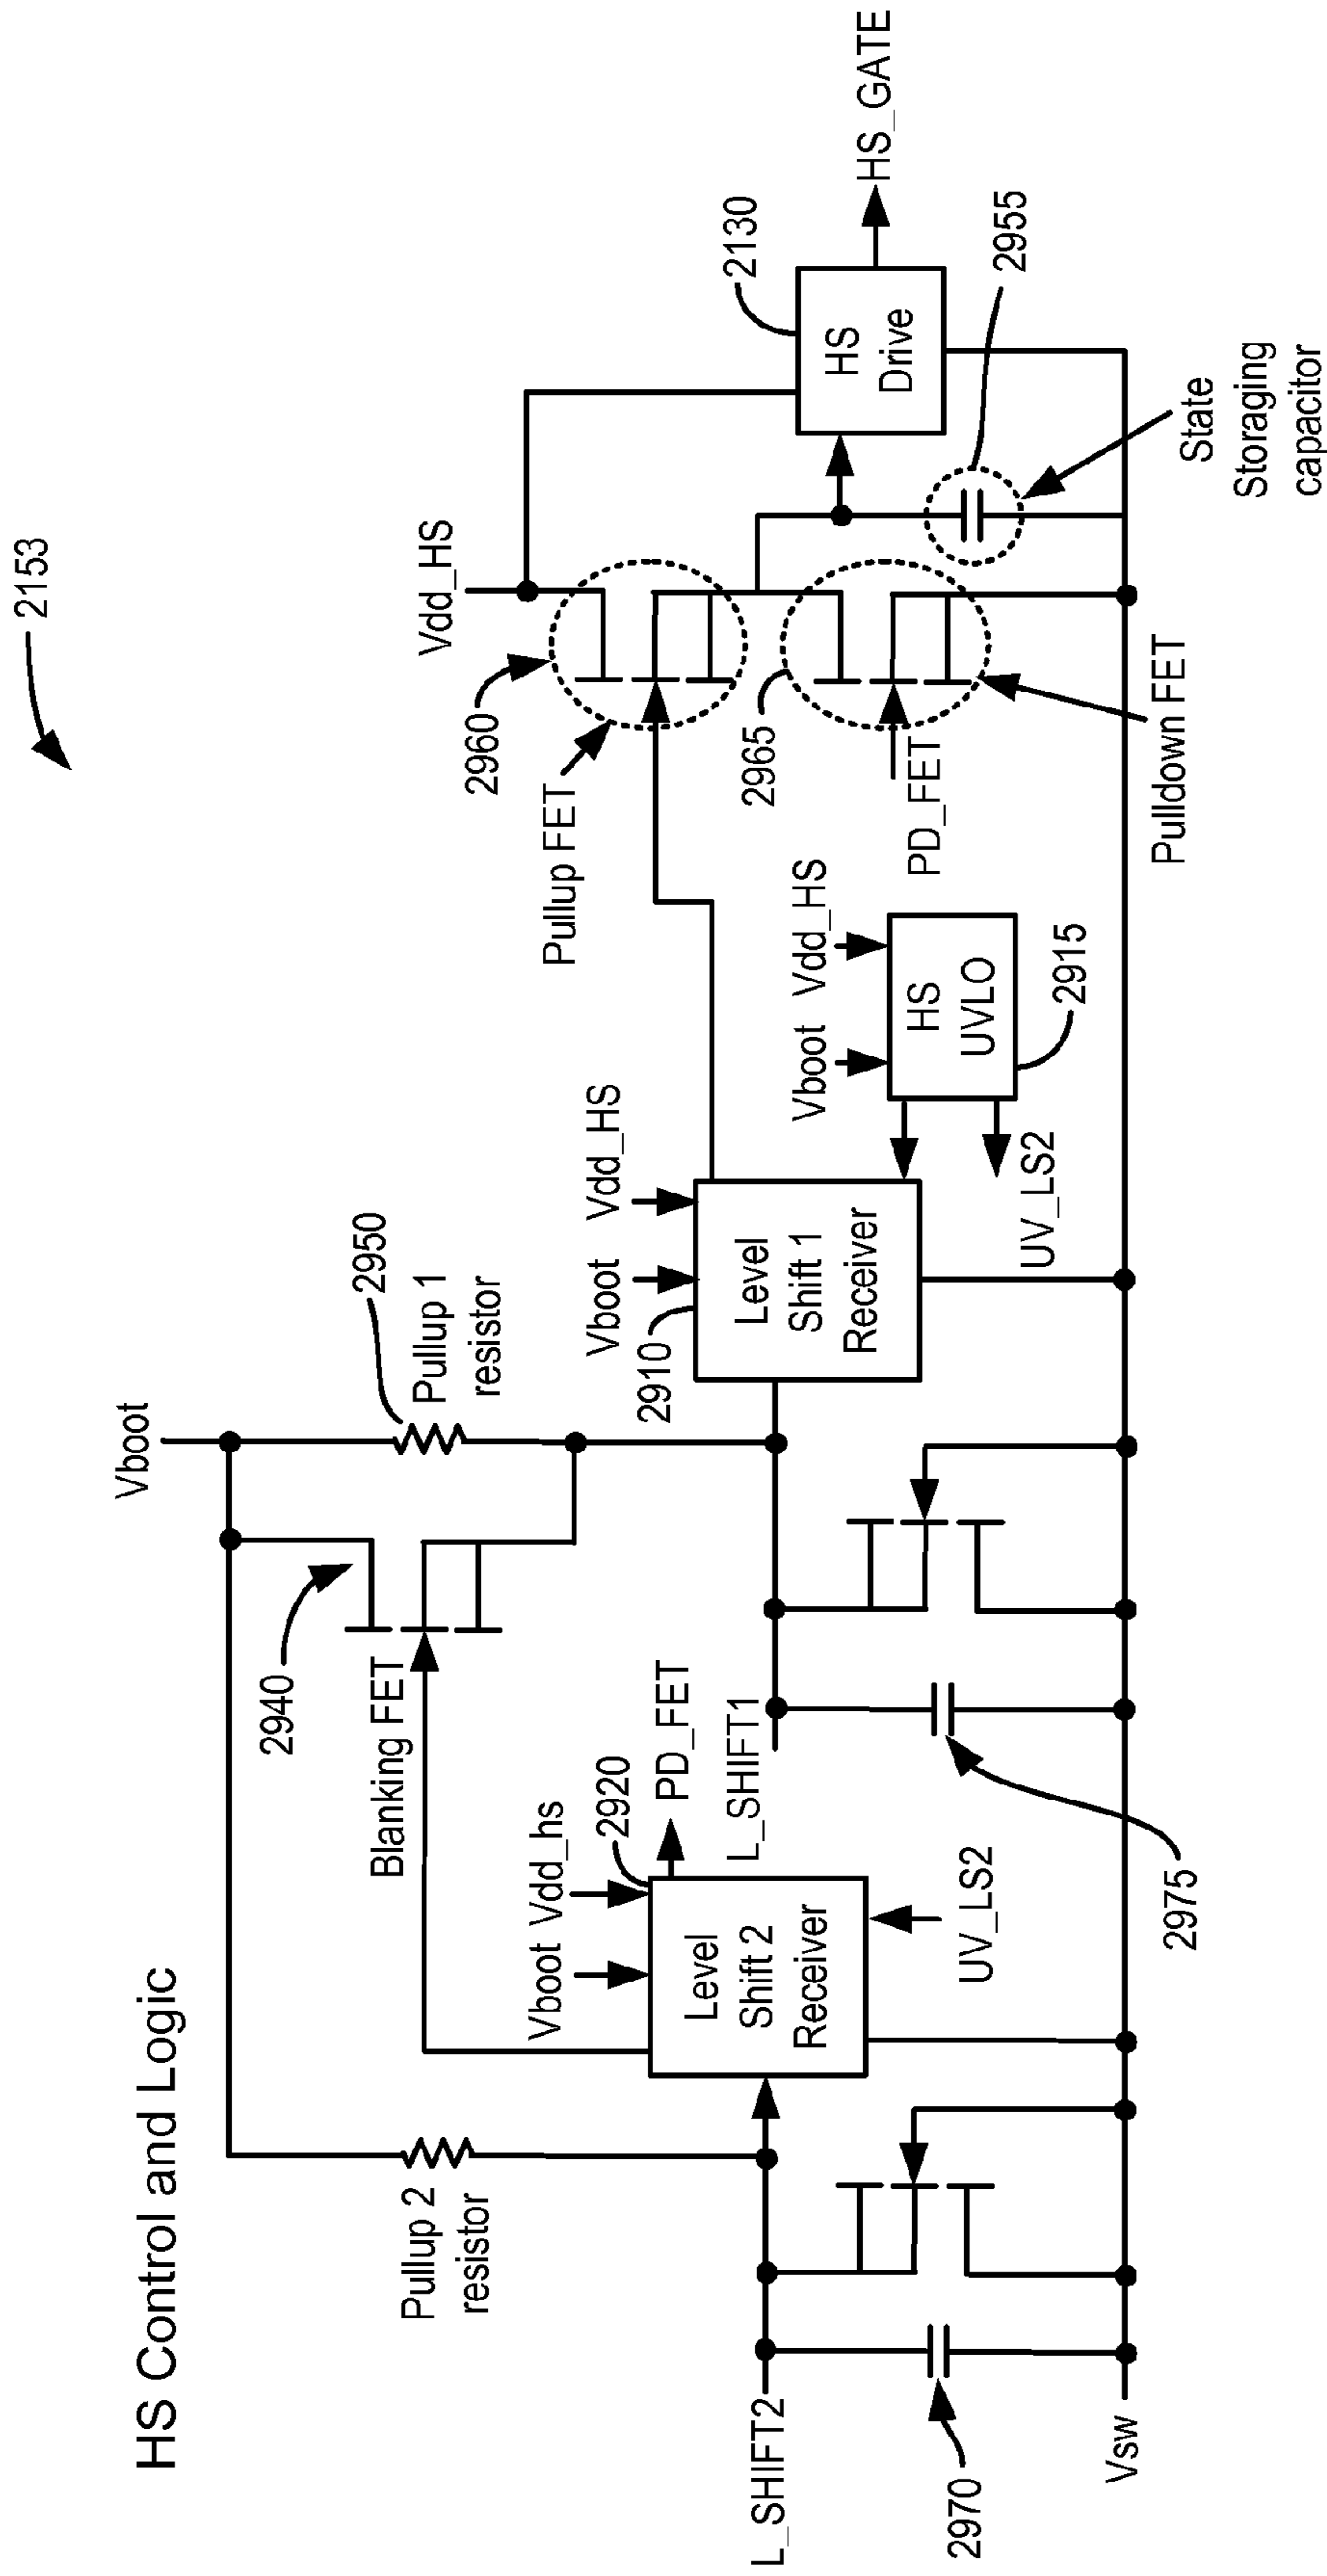 HS Control and Logic
2153
Vboot
2940
2950
Pullup 1
resistor
Pullup 2
resistor
Blanking FET
Vdd_HS
2960
Pullup FET
Vboot
Vdd_hs
2920
PD_FET
Level
Shift 2
Receiver
UV_LS2
L_SHIFT1
L_SHIFT2
Vboot
Vdd_HS
2910
Level
Shift 1
Receiver
Vboot
Vdd_HS
HS
UVLO
2915
UV_LS2
2965
PD_FET
Pulldown FET
2130
HS
Drive
HS_GATE
2955
State
Storaging
capacitor
2970
2975
Vsw